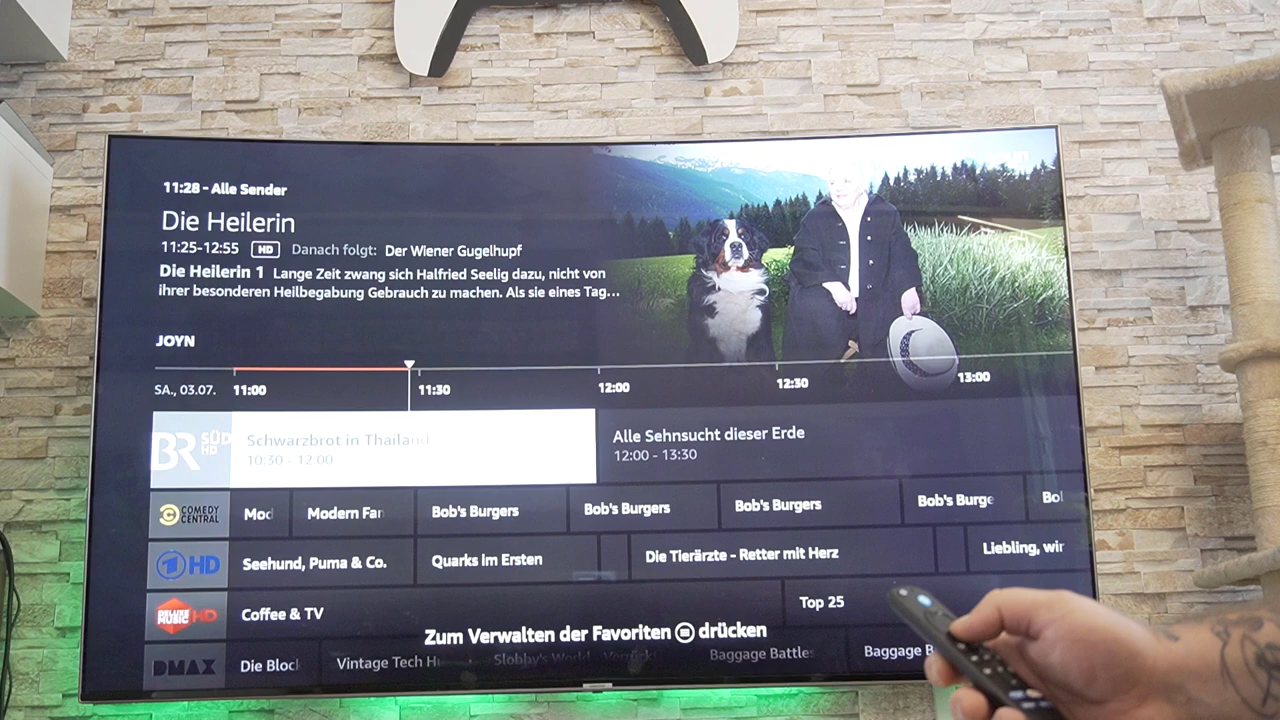 11:28 - Alle Sender
Die Heilerin
11:25-12:55 HD Danach folgt: Der Wiener Gugelhupf
Die Heilerin 1 Lange Zeit zwang sich Halfried Seelig dazu, nicht von
ihrer besonderen Heilbegabung Gebrauch zu machen. Als sie eines Tag...
JOYN
SA., 03.07. 11:00 11:30 12:00 12:30 13:00
BR SÜD HD Schwarzbrot in Thailand Alle Sehnsucht dieser Erde
10:30 - 12:00 12:00 - 13:30
COMEDY CENTRAL Mod Modern Fan Bob's Burgers Bob's Burgers Bob's Burgers Bob's Burge Bo
1 HD Seehund, Puma & Co. Quarks im Ersten Die Tierärzte - Retter mit Herz Liebling, wir
DELUXE MUSIC HD Coffee & TV Top 25
Zum Verwalten der Favoriten drücken
DMAX Die Block Vintage Tech Hu Slobby's World Baggage Battles Baggage B